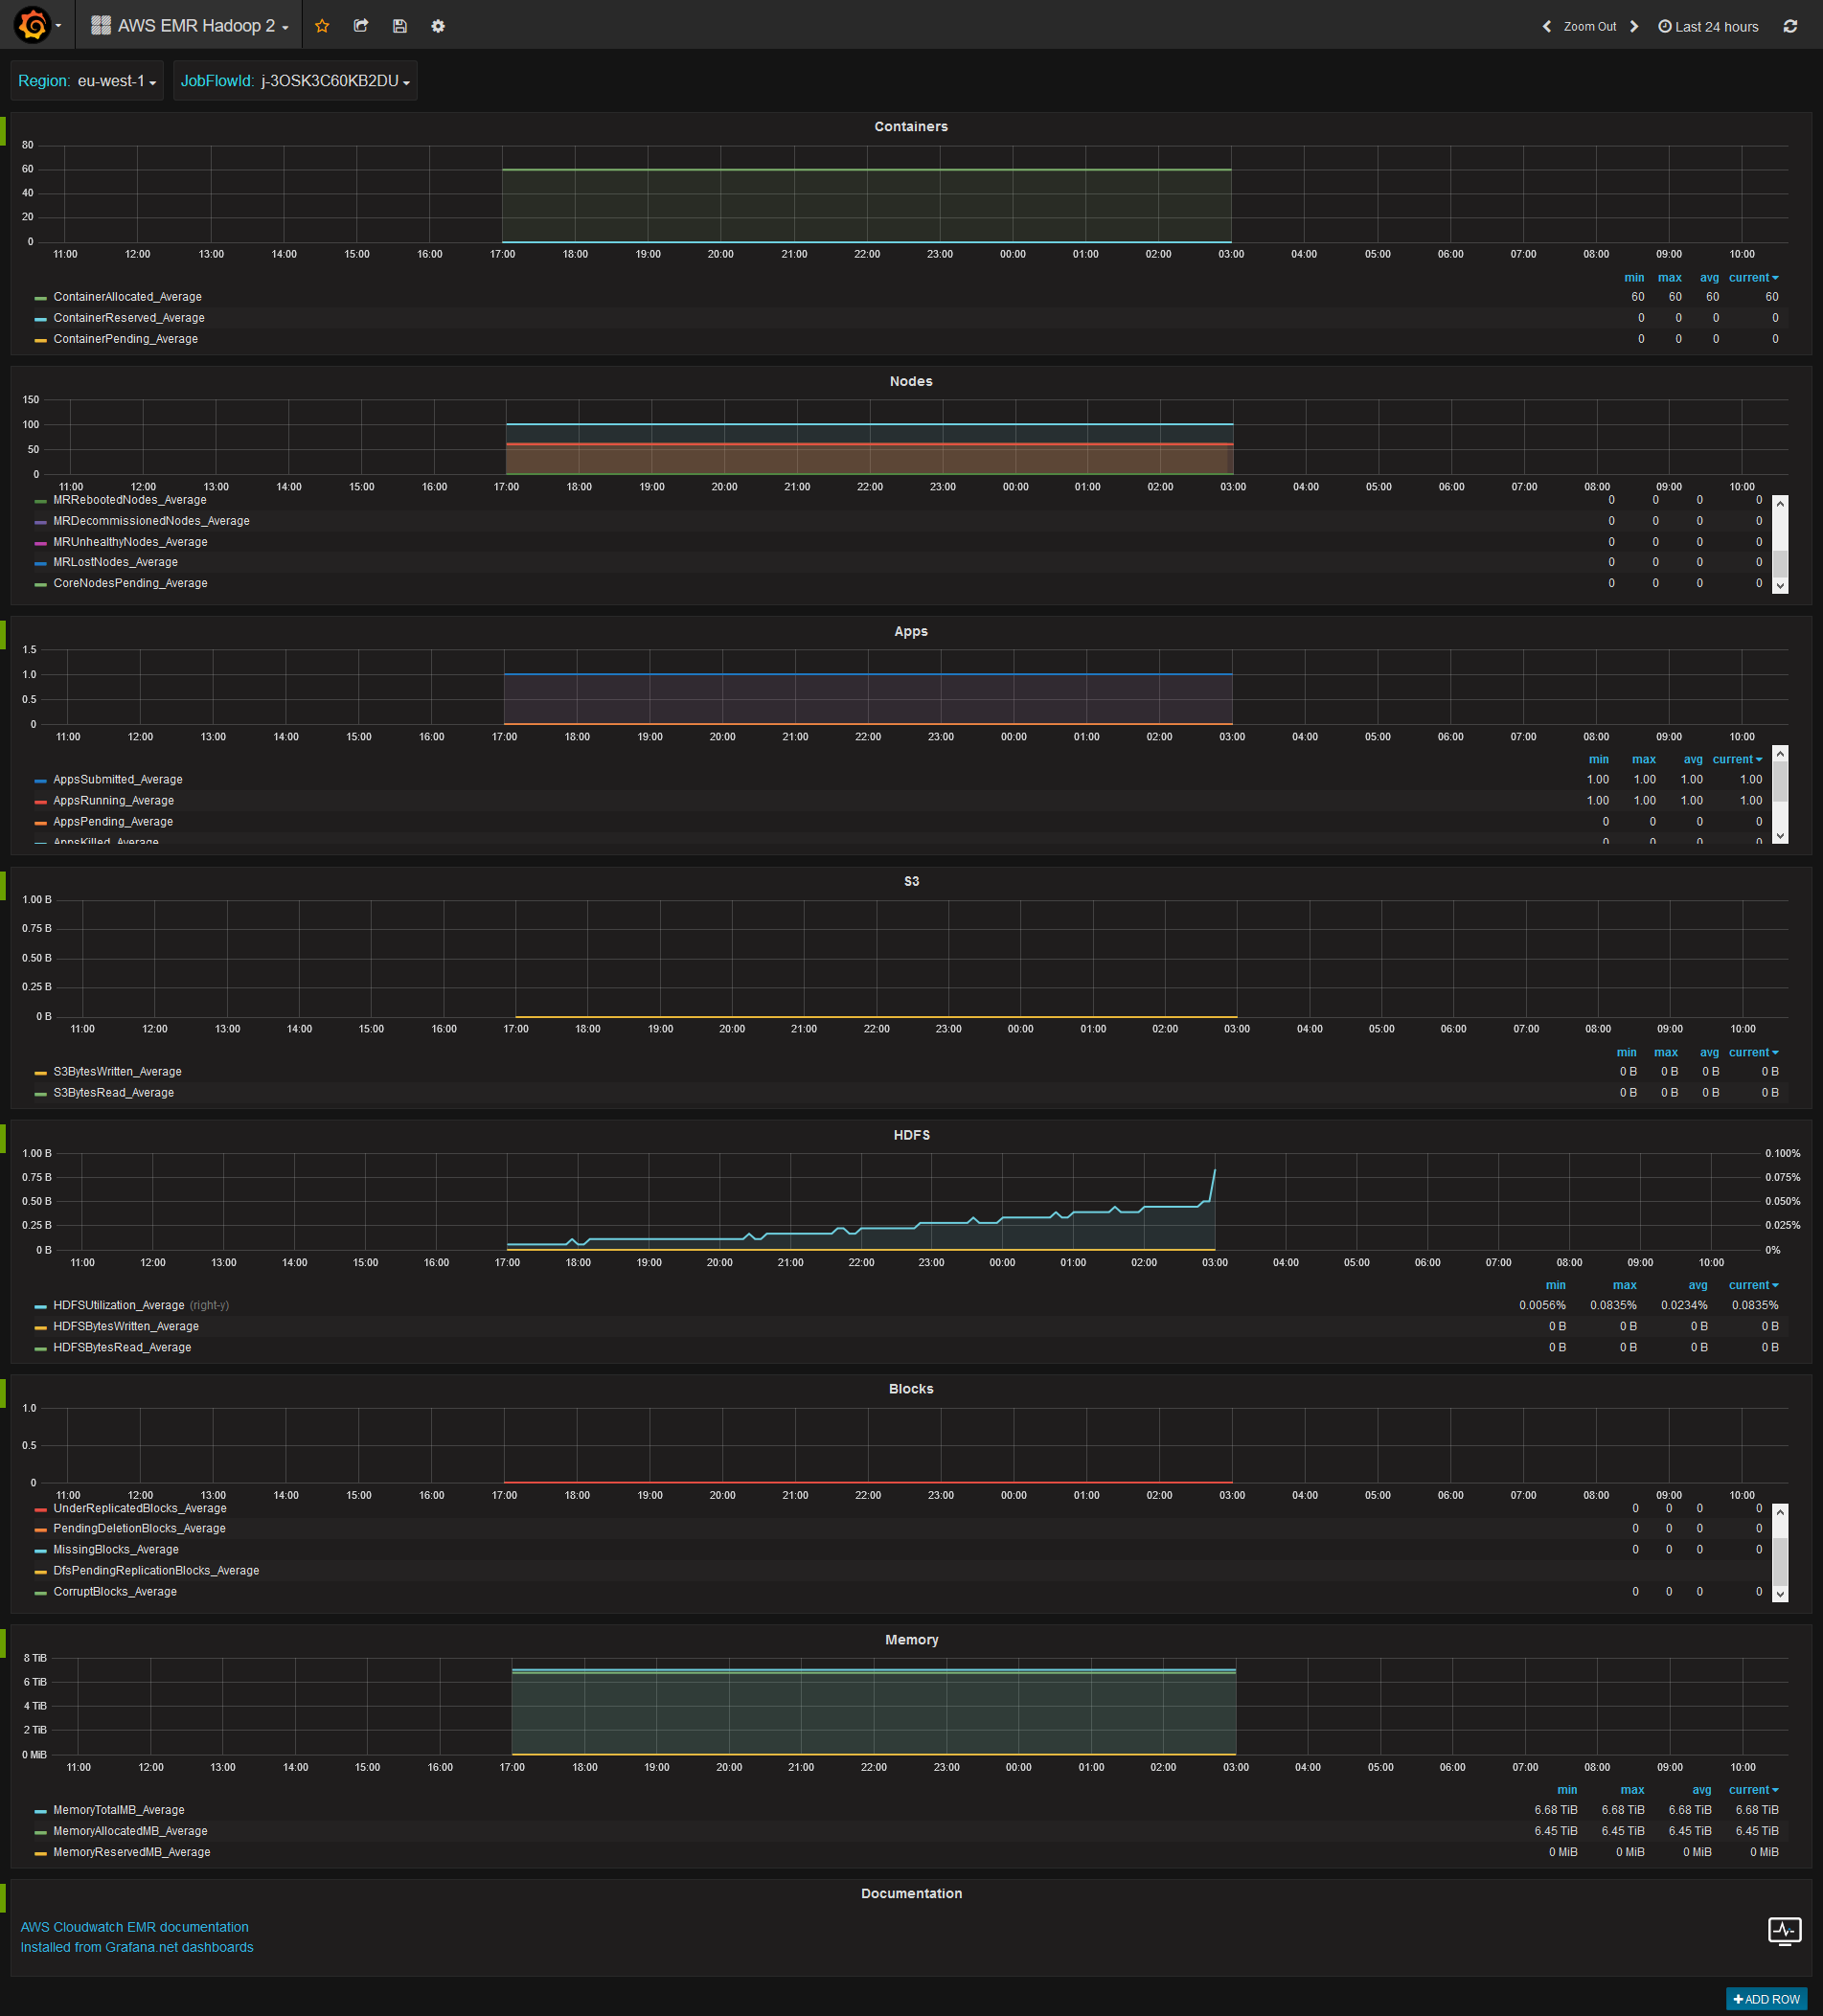 AWS EMR Hadoop 2
Zoom Out
Last 24 hours
Region: eu-west-1
JobFlowId: j-3OSK3C60KB2DU
Containers
80
60
40
20
0
11:00 12:00 13:00 14:00 15:00 16:00 17:00 18:00 19:00 20:00 21:00 22:00 23:00 00:00 01:00 02:00 03:00 04:00 05:00 06:00 07:00 08:00 09:00 10:00
min max avg current
ContainerAllocated_Average 60 60 60 60
ContainerReserved_Average 0 0 0 0
ContainerPending_Average 0 0 0 0
Nodes
150
100
50
0
11:00 12:00 13:00 14:00 15:00 16:00 17:00 18:00 19:00 20:00 21:00 22:00 23:00 00:00 01:00 02:00 03:00 04:00 05:00 06:00 07:00 08:00 09:00 10:00
MRRebootedNodes_Average 0 0 0 0
MRDecommissionedNodes_Average 0 0 0 0
MRUnhealthyNodes_Average 0 0 0 0
MRLostNodes_Average 0 0 0 0
CoreNodesPending_Average 0 0 0 0
Apps
1.5
1.0
0.5
0
11:00 12:00 13:00 14:00 15:00 16:00 17:00 18:00 19:00 20:00 21:00 22:00 23:00 00:00 01:00 02:00 03:00 04:00 05:00 06:00 07:00 08:00 09:00 10:00
min max avg current
AppsSubmitted_Average 1.00 1.00 1.00 1.00
AppsRunning_Average 1.00 1.00 1.00 1.00
AppsPending_Average 0 0 0 0
AppsKilled_Average 0 0 0 0
S3
1.00 B
0.75 B
0.50 B
0.25 B
0 B
11:00 12:00 13:00 14:00 15:00 16:00 17:00 18:00 19:00 20:00 21:00 22:00 23:00 00:00 01:00 02:00 03:00 04:00 05:00 06:00 07:00 08:00 09:00 10:00
min max avg current
S3BytesWritten_Average 0 B 0 B 0 B 0 B
S3BytesRead_Average 0 B 0 B 0 B 0 B
HDFS
1.00 B 0.100%
0.75 B 0.075%
0.50 B 0.050%
0.25 B 0.025%
0 B 0%
11:00 12:00 13:00 14:00 15:00 16:00 17:00 18:00 19:00 20:00 21:00 22:00 23:00 00:00 01:00 02:00 03:00 04:00 05:00 06:00 07:00 08:00 09:00 10:00
min max avg current
HDFSUtilization_Average (right-y) 0.0056% 0.0835% 0.0234% 0.0835%
HDFSBytesWritten_Average 0 B 0 B 0 B 0 B
HDFSBytesRead_Average 0 B 0 B 0 B 0 B
Blocks
1.0
0.5
0
11:00 12:00 13:00 14:00 15:00 16:00 17:00 18:00 19:00 20:00 21:00 22:00 23:00 00:00 01:00 02:00 03:00 04:00 05:00 06:00 07:00 08:00 09:00 10:00
UnderReplicatedBlocks_Average 0 0 0 0
PendingDeletionBlocks_Average 0 0 0 0
MissingBlocks_Average 0 0 0 0
DfsPendingReplicationBlocks_Average
CorruptBlocks_Average 0 0 0 0
Memory
8 TiB
6 TiB
4 TiB
2 TiB
0 MiB
11:00 12:00 13:00 14:00 15:00 16:00 17:00 18:00 19:00 20:00 21:00 22:00 23:00 00:00 01:00 02:00 03:00 04:00 05:00 06:00 07:00 08:00 09:00 10:00
min max avg current
MemoryTotalMB_Average 6.68 TiB 6.68 TiB 6.68 TiB 6.68 TiB
MemoryAllocatedMB_Average 6.45 TiB 6.45 TiB 6.45 TiB 6.45 TiB
MemoryReservedMB_Average 0 MiB 0 MiB 0 MiB 0 MiB
Documentation
AWS Cloudwatch EMR documentation
Installed from Grafana.net dashboards
+ADD ROW